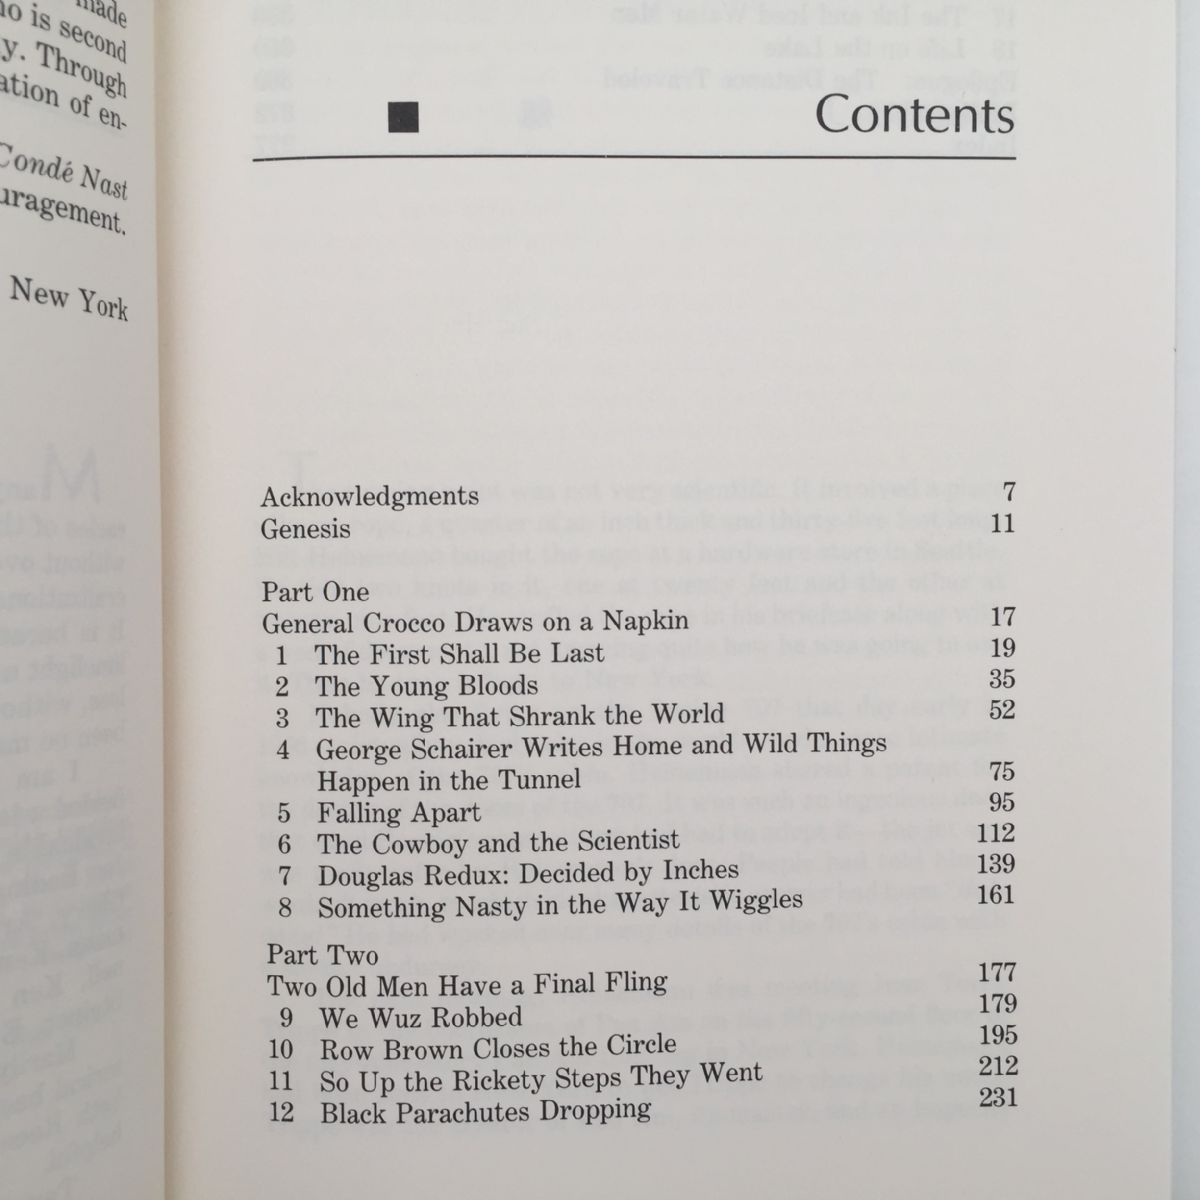 made
no is second
y. Through
ation of en-
Condé Nast
uragement.
New York
Contents
Acknowledgments 7
Genesis 11
Part One
General Crocco Draws on a Napkin 17
1 The First Shall Be Last 19
2 The Young Bloods 35
3 The Wing That Shrank the World 52
4 George Schairer Writes Home and Wild Things
Happen in the Tunnel 75
5 Falling Apart 95
6 The Cowboy and the Scientist 112
7 Douglas Redux: Decided by Inches 139
8 Something Nasty in the Way It Wiggles 161
Part Two
Two Old Men Have a Final Fling 177
9 We Wuz Robbed 179
10 Row Brown Closes the Circle 195
11 So Up the Rickety Steps They Went 212
12 Black Parachutes Dropping 231